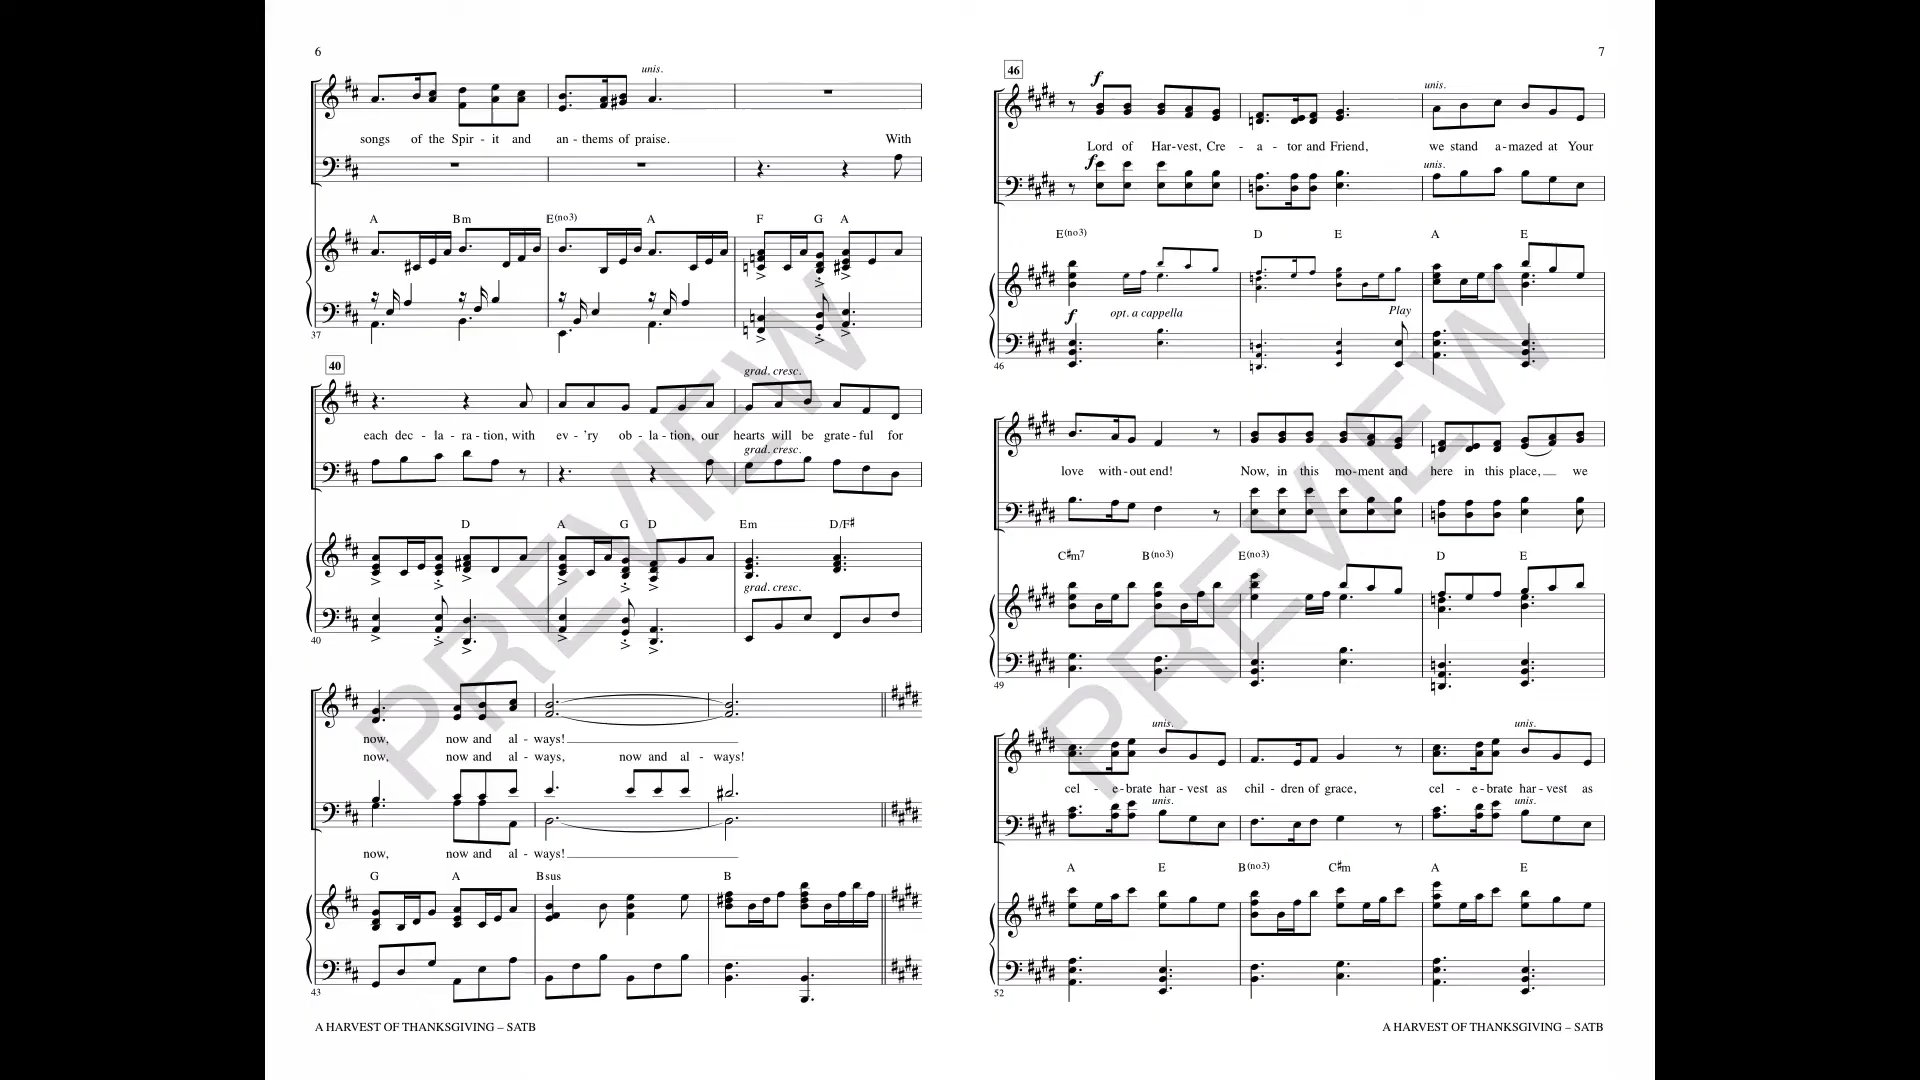 6
unis.
songs of the Spir - it and an - thems of praise. With
A Bm E(no3) A F G A
37
40
grad. cresc.
each dec - la - ra - tion, with ev - 'ry ob - la - tion, our hearts will be grate - ful for
grad. cresc.
D A G D Em D/F♯
grad. cresc.
40
now, now and al - ways!
now, now and al - ways, now and al - ways!
now, now and al - ways!
G A Bsus B
43
A HARVEST OF THANKSGIVING – SATB
7
46
f unis.
Lord of Har - vest, Cre - a - tor and Friend, we stand a - mazed at Your
f unis.
E(no3) D E A E
f opt. a cappella Play
46
love with - out end! Now, in this mo - ment and here in this place, we
C♯m7 B(no3) E(no3) D E
49
unis. unis.
cel - e - brate har - vest as chil - dren of grace, cel - e - brate har - vest as
unis. unis.
A E B(no3) C♯m A E
52
A HARVEST OF THANKSGIVING – SATB
PREVIEW
PREVIEW